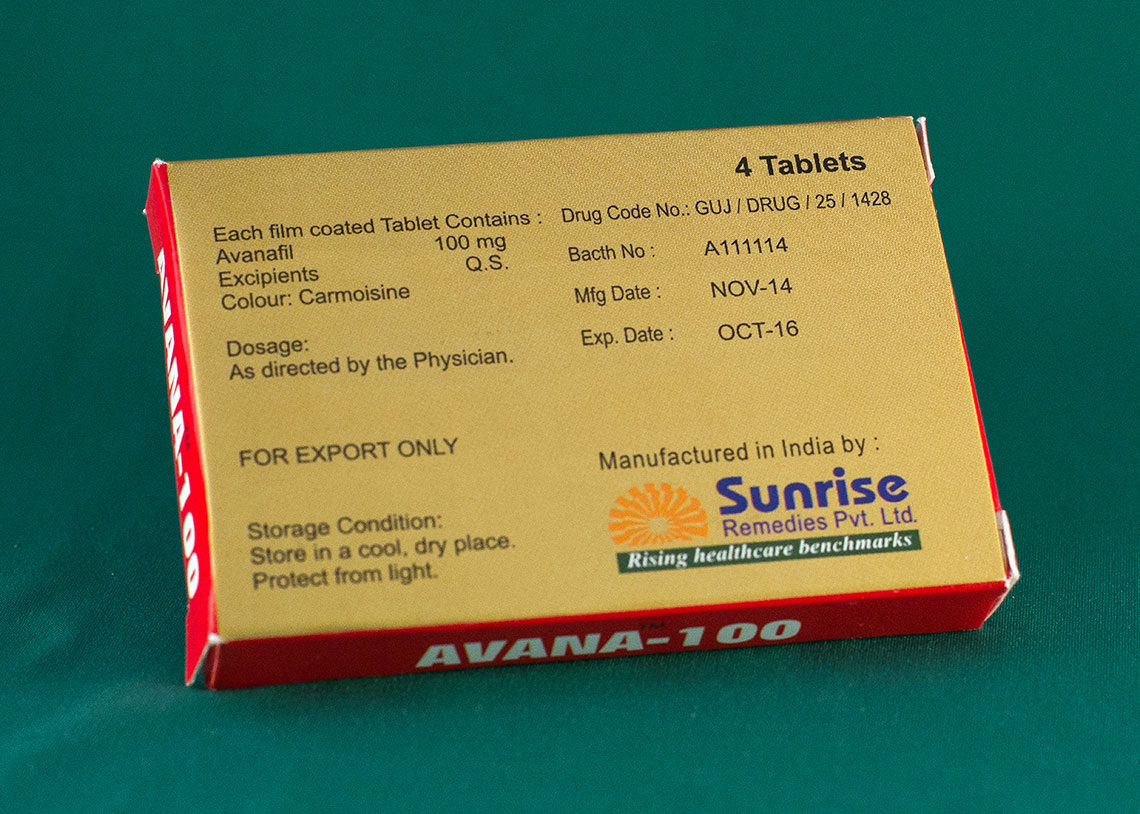 4 Tablets
Each film coated Tablet Contains :
Avanafil 100 mg
Excipients Q.S.
Colour: Carmoisine
Dosage:
As directed by the Physician.
FOR EXPORT ONLY
Storage Condition:
Store in a cool, dry place.
Protect from light.
Drug Code No.: GUJ / DRUG / 25 / 1428
Bacth No : A111114
Mfg Date : NOV-14
Exp. Date : OCT-16
Manufactured in India by :
Sunrise
Remedies Pvt. Ltd.
Rising healthcare benchmarks
AVANA-100
AVANA™-100